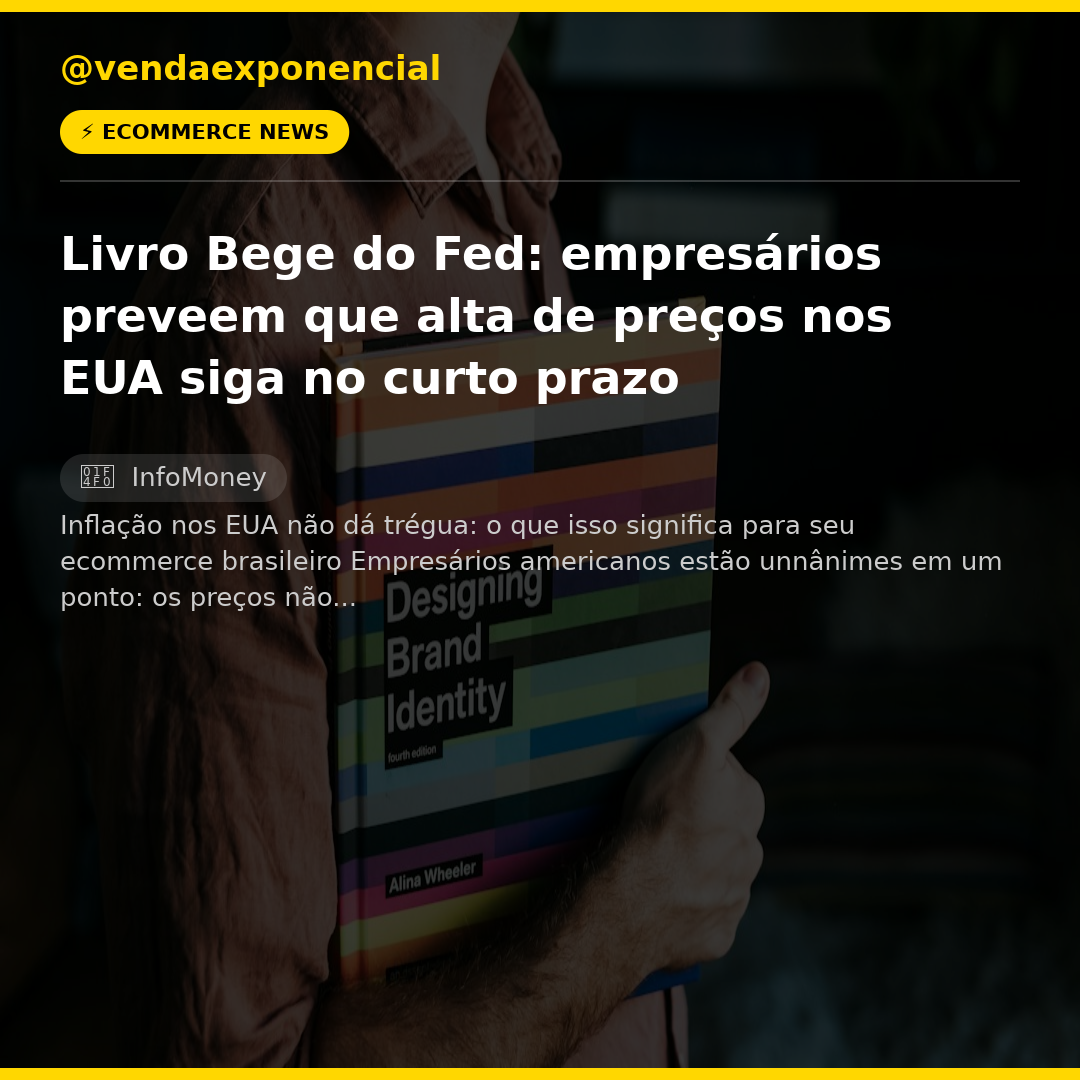 @vendaexponencial
⚡ ECOMMERCE NEWS
Livro Bege do Fed: empresários
preveem que alta de preços nos
EUA siga no curto prazo
InfoMoney
Inflação nos EUA não dá trégua: o que isso significa para seu
ecommerce brasileiro Empresários americanos estão unnânimes em um
ponto: os preços não...
Designing
Brand
Identity
fourth edition
Alina Wheeler